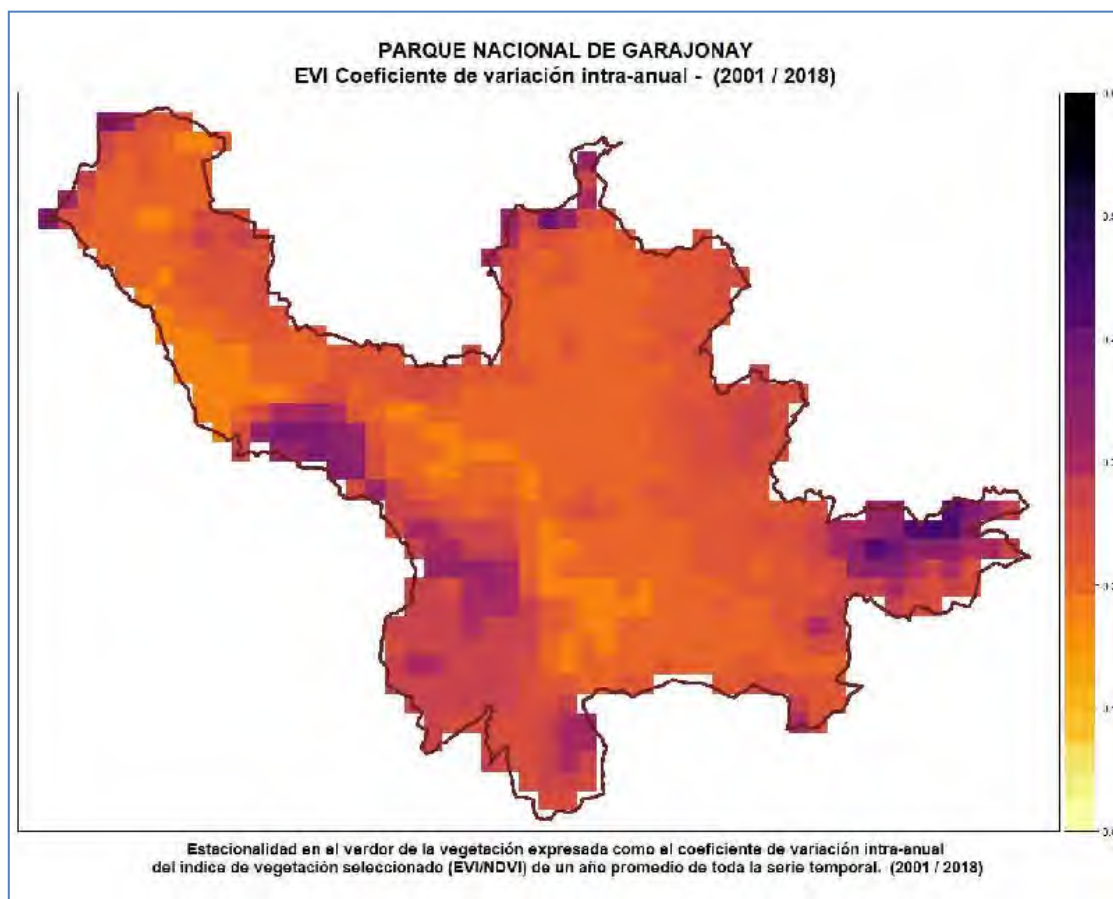 PARQUE NACIONAL DE GARAJONAY
EVI Coeficiente de variación intra-anual - (2001 / 2018)
Estacionalidad en el verdor de la vegetación expresada como el coeficiente de variación intra-anual
del índice de vegetación seleccionado (EVI/NDVI) de un año promedio de toda la serie temporal. (2001 / 2018)